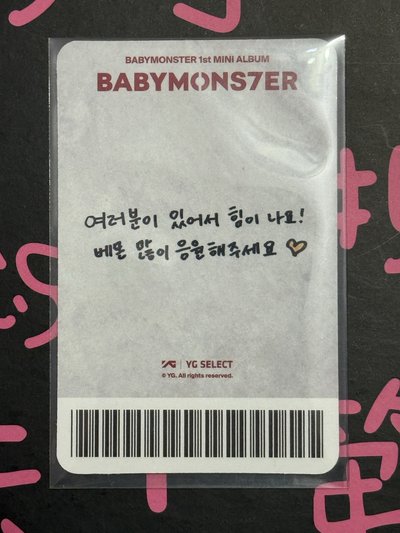 BABYMONSTER 1st MINI ALBUM
BABYMONS7ER
여러분이 있어서 힘이 나요!
베몬 많이 응원해주세요 ♡
YG | YG SELECT
© YG. All rights reserved.